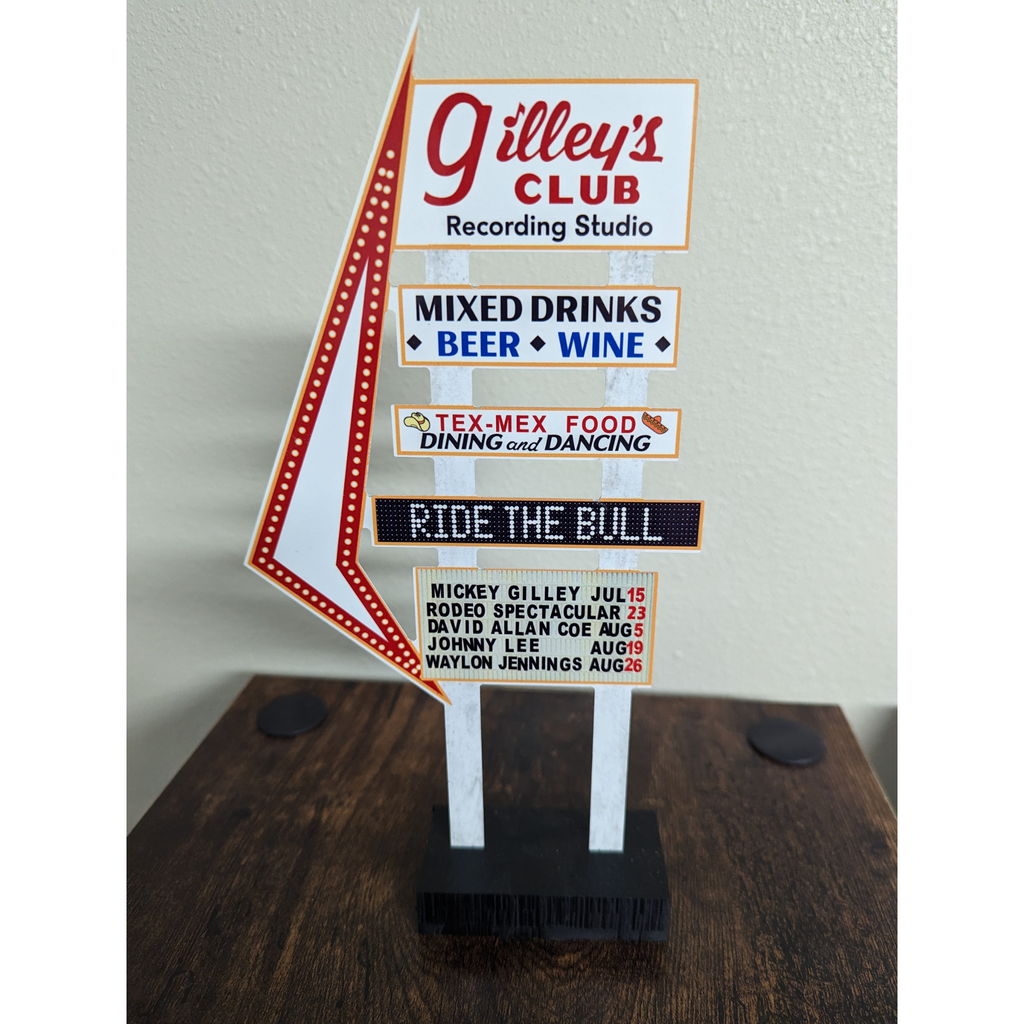 gilley's
CLUB
Recording Studio
MIXED DRINKS
BEER WINE
TEX-MEX FOOD
DINING and DANCING
RIDE THE BULL
MICKEY GILLEY JUL15
RODEO SPECTACULAR 23
DAVID ALLAN COE AUG5
JOHNNY LEE AUG19
WAYLON JENNINGS AUG26